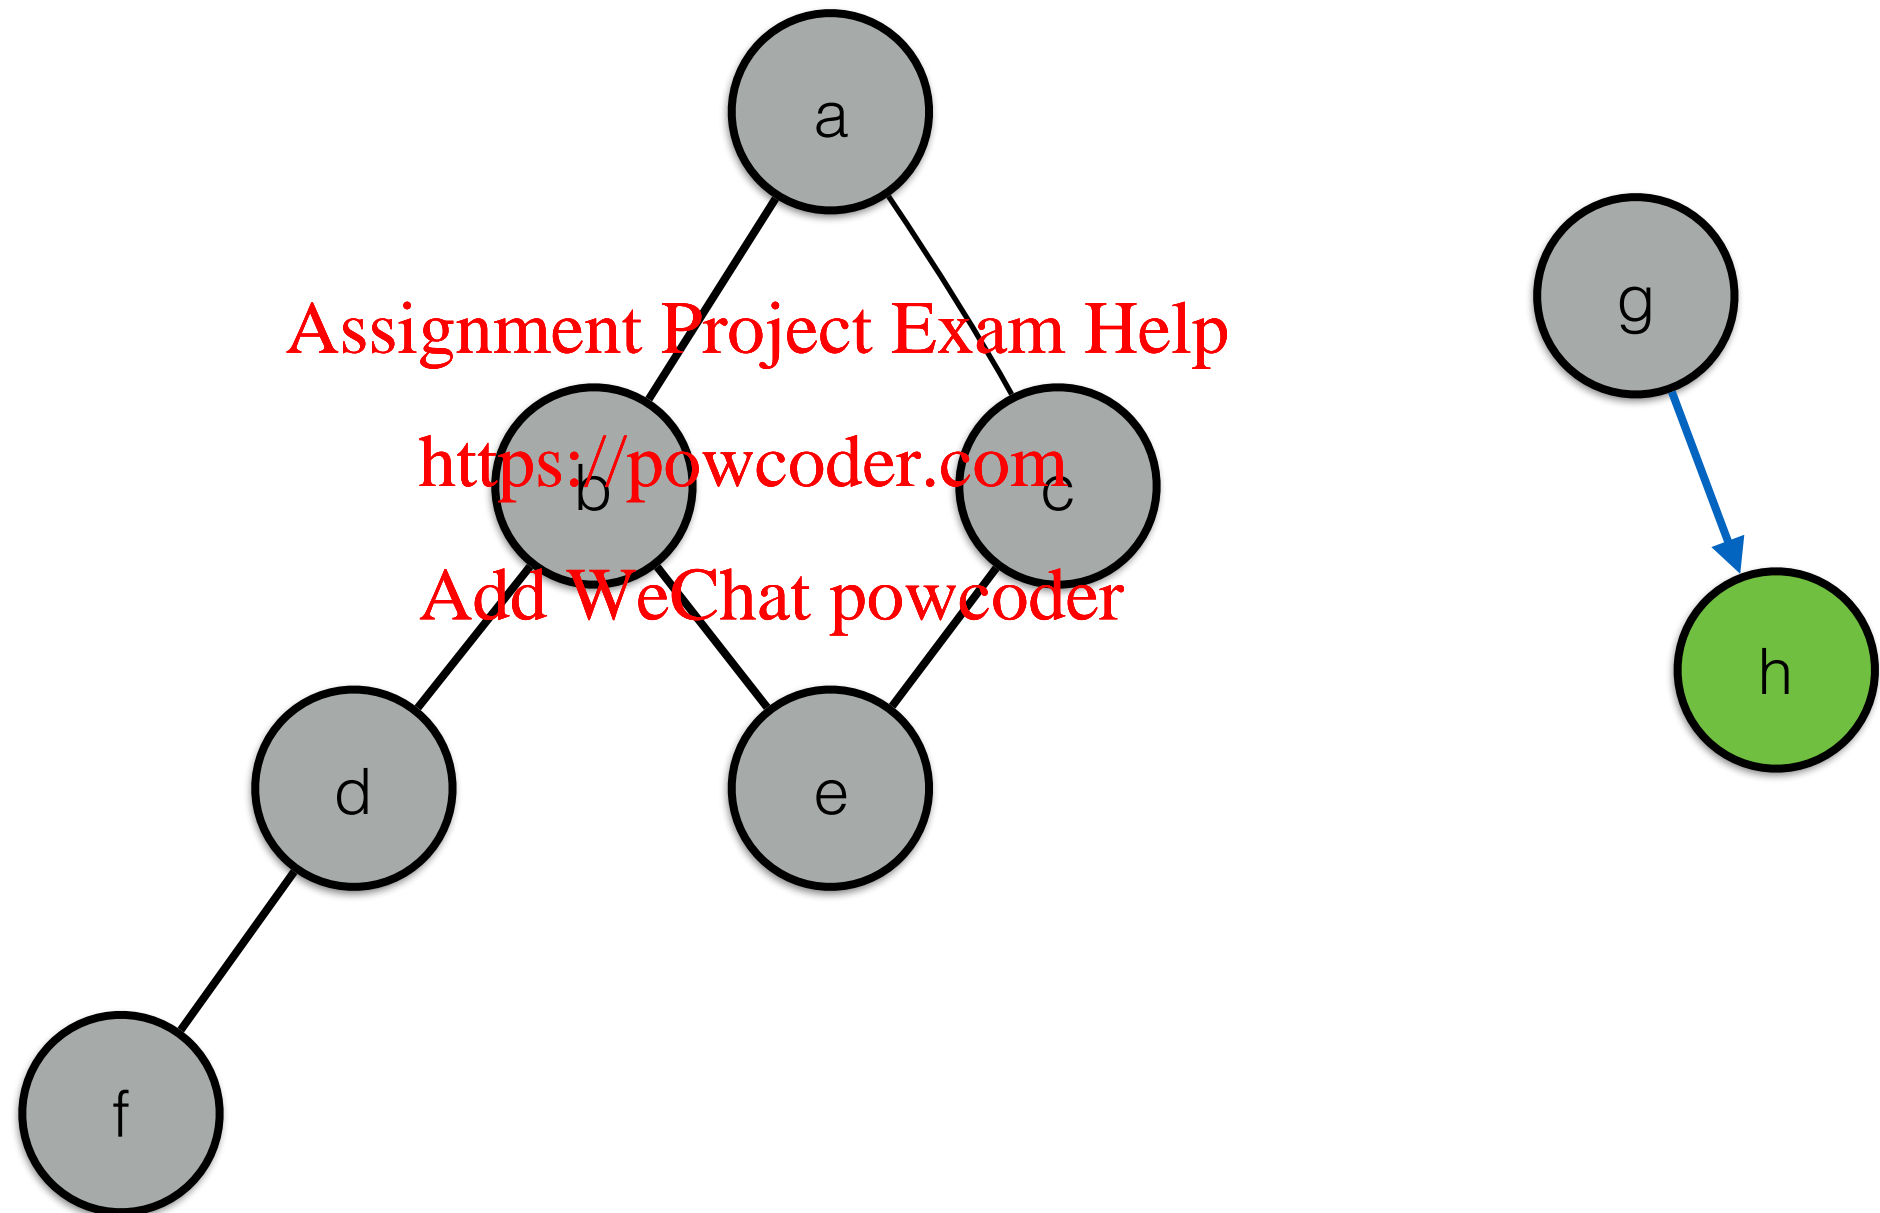 a
g
Assignment Project Exam Help
https://powcoder.com
b
c
Add WeChat powcoder
h
d
e
f